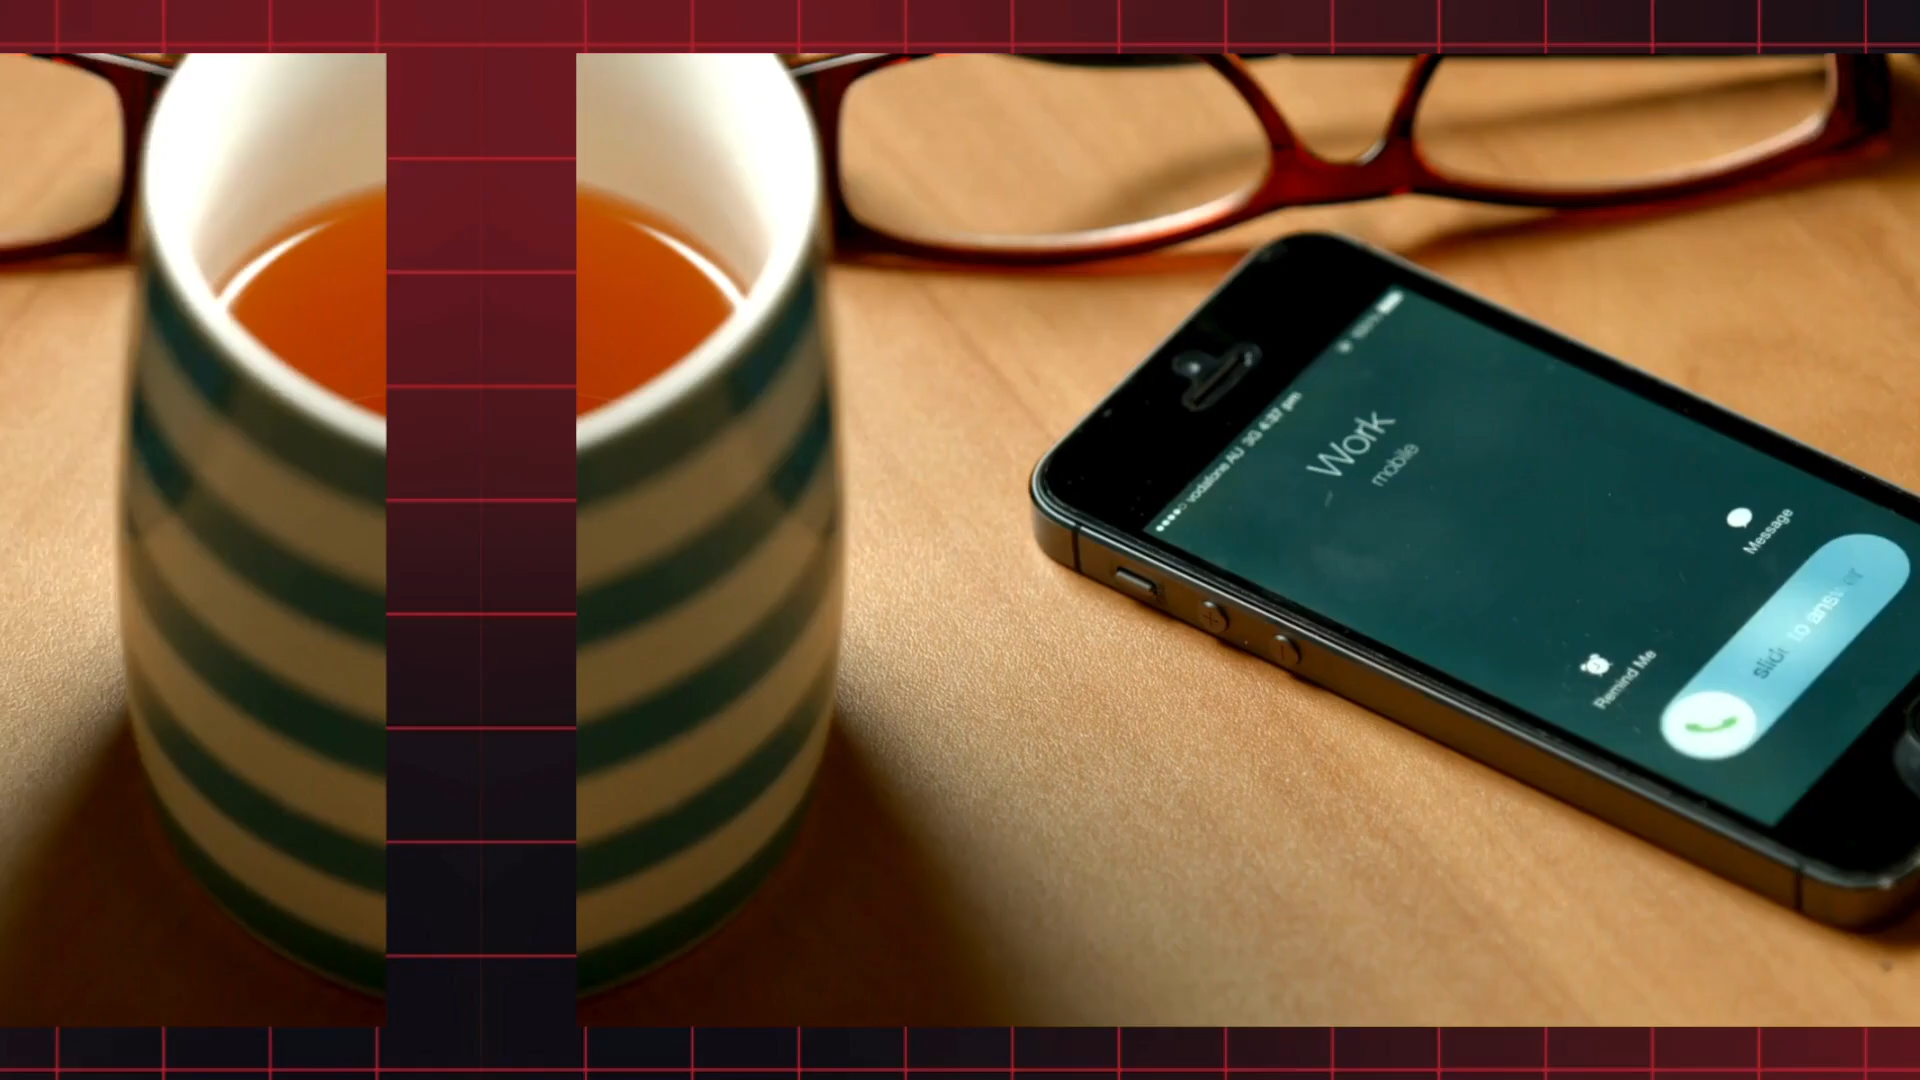 vodafone AU 3G 4:37 pm
Work
mobile
Message
Remind Me
slide to answer